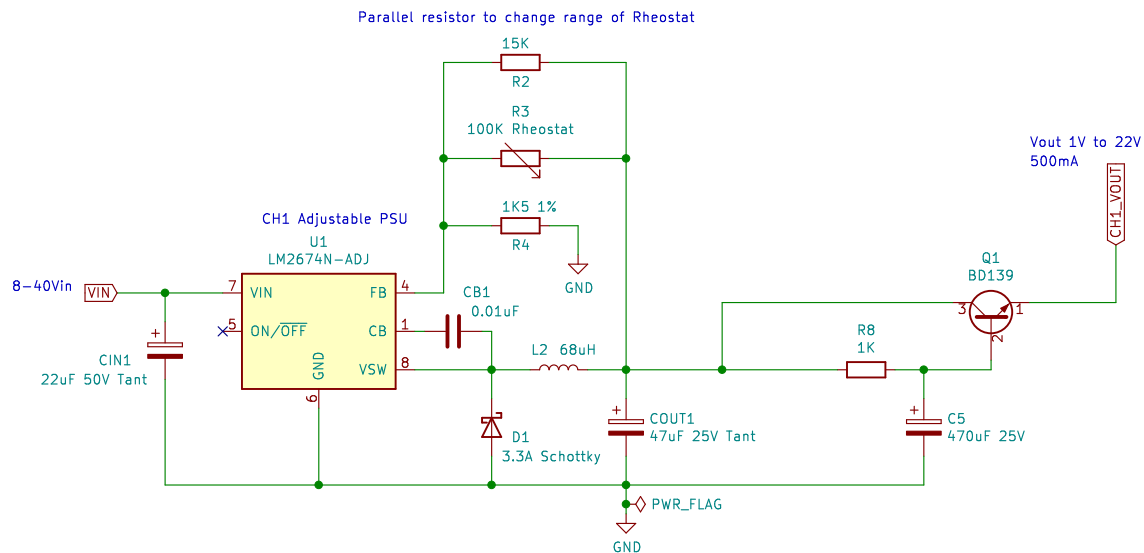 Parallel resistor to change range of Rheostat
15K
R2
R3
100K Rheostat
Vout 1V to 22V
500mA
CH1_VOUT
1K5 1%
R4
CH1 Adjustable PSU
U1
LM2674N-ADJ
GND
Q1
BD139
8-40Vin
VIN
7
VIN
FB
4
CB1
0.01uF
3
1
2
5
ON/OFF
CB
1
L2 68uH
R8
1K
CIN1
22uF 50V Tant
GND
VSW
8
6
+
+
+
COUT1
47uF 25V Tant
C5
470uF 25V
D1
3.3A Schottky
PWR_FLAG
GND